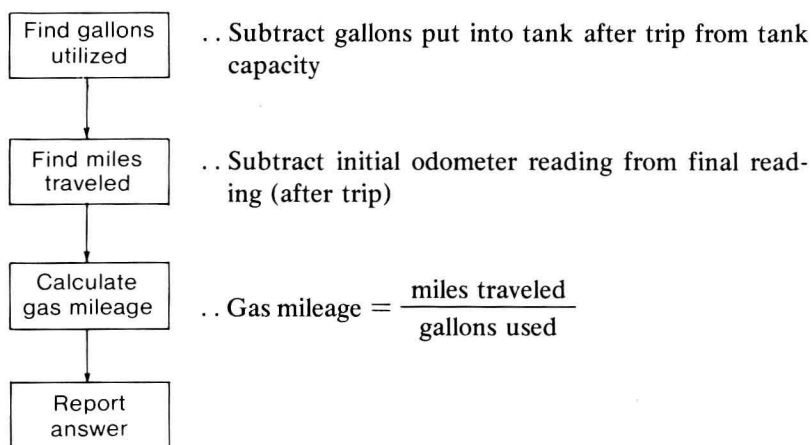 Find gallons
utilized
.. Subtract gallons put into tank after trip from tank
capacity
Find miles
traveled
.. Subtract initial odometer reading from final read-
ing (after trip)
Calculate
gas mileage
.. Gas mileage = miles traveled
gallons used
Report
answer